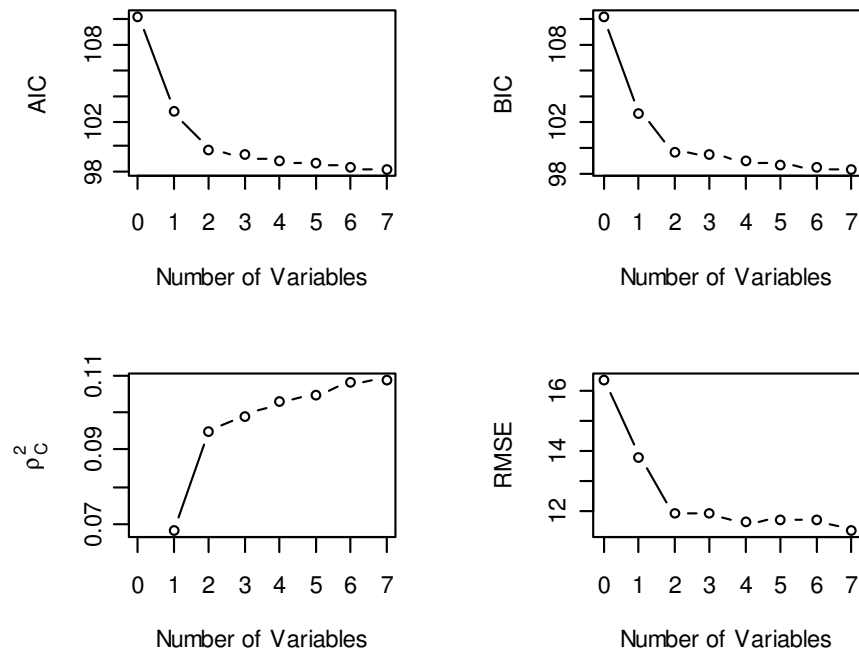 AIC
108
102
98
0 1 2 3 4 5 6 7
Number of Variables
BIC
108
102
98
0 1 2 3 4 5 6 7
Number of Variables
ρ²C
0.11
0.09
0.07
0 1 2 3 4 5 6 7
Number of Variables
RMSE
16
14
12
0 1 2 3 4 5 6 7
Number of Variables